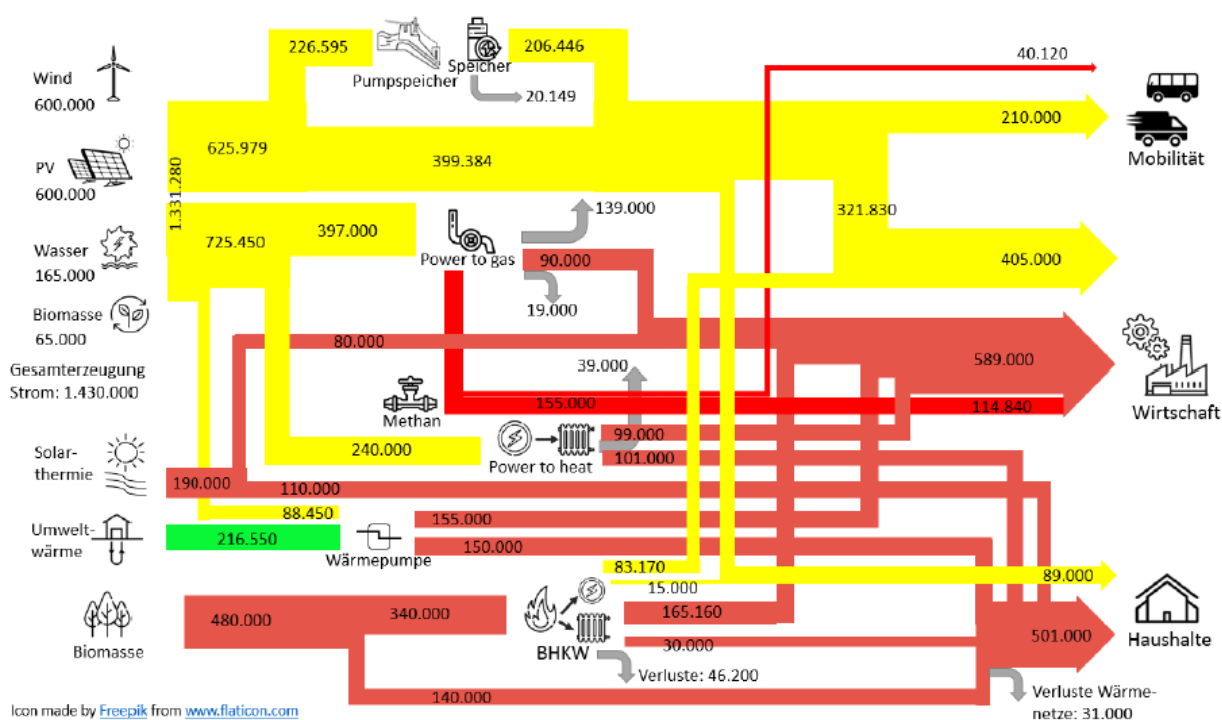 226.595
206.446
40.120
Speicher
Wind
Pumpspeicher
600.000
20.149
210.000
625.979
399.384
PV
Mobilität
600.000
1.331.280
139.000
321.830
397.000
725.450
Wasser
Power to gas
90.000
405.000
165.000
19.000
Biomasse
65.000
80.000
589.000
Gesamterzeugung
39.000
Strom: 1.430.000
155.000
114.840
Methan
Wirtschaft
99.000
240.000
Power to heat
101.000
Solar-
thermie
190.000
110.000
88.450
155.000
Umwelt-
wärme
216.550
Wärmepumpe
150.000
83.170
89.000
15.000
165.160
480.000
340.000
501.000
Haushalte
30.000
Biomasse
BHKW
Verluste: 46.200
140.000
Verluste Wärme-
netze: 31.000
Icon made by Freepik from www.flaticon.com